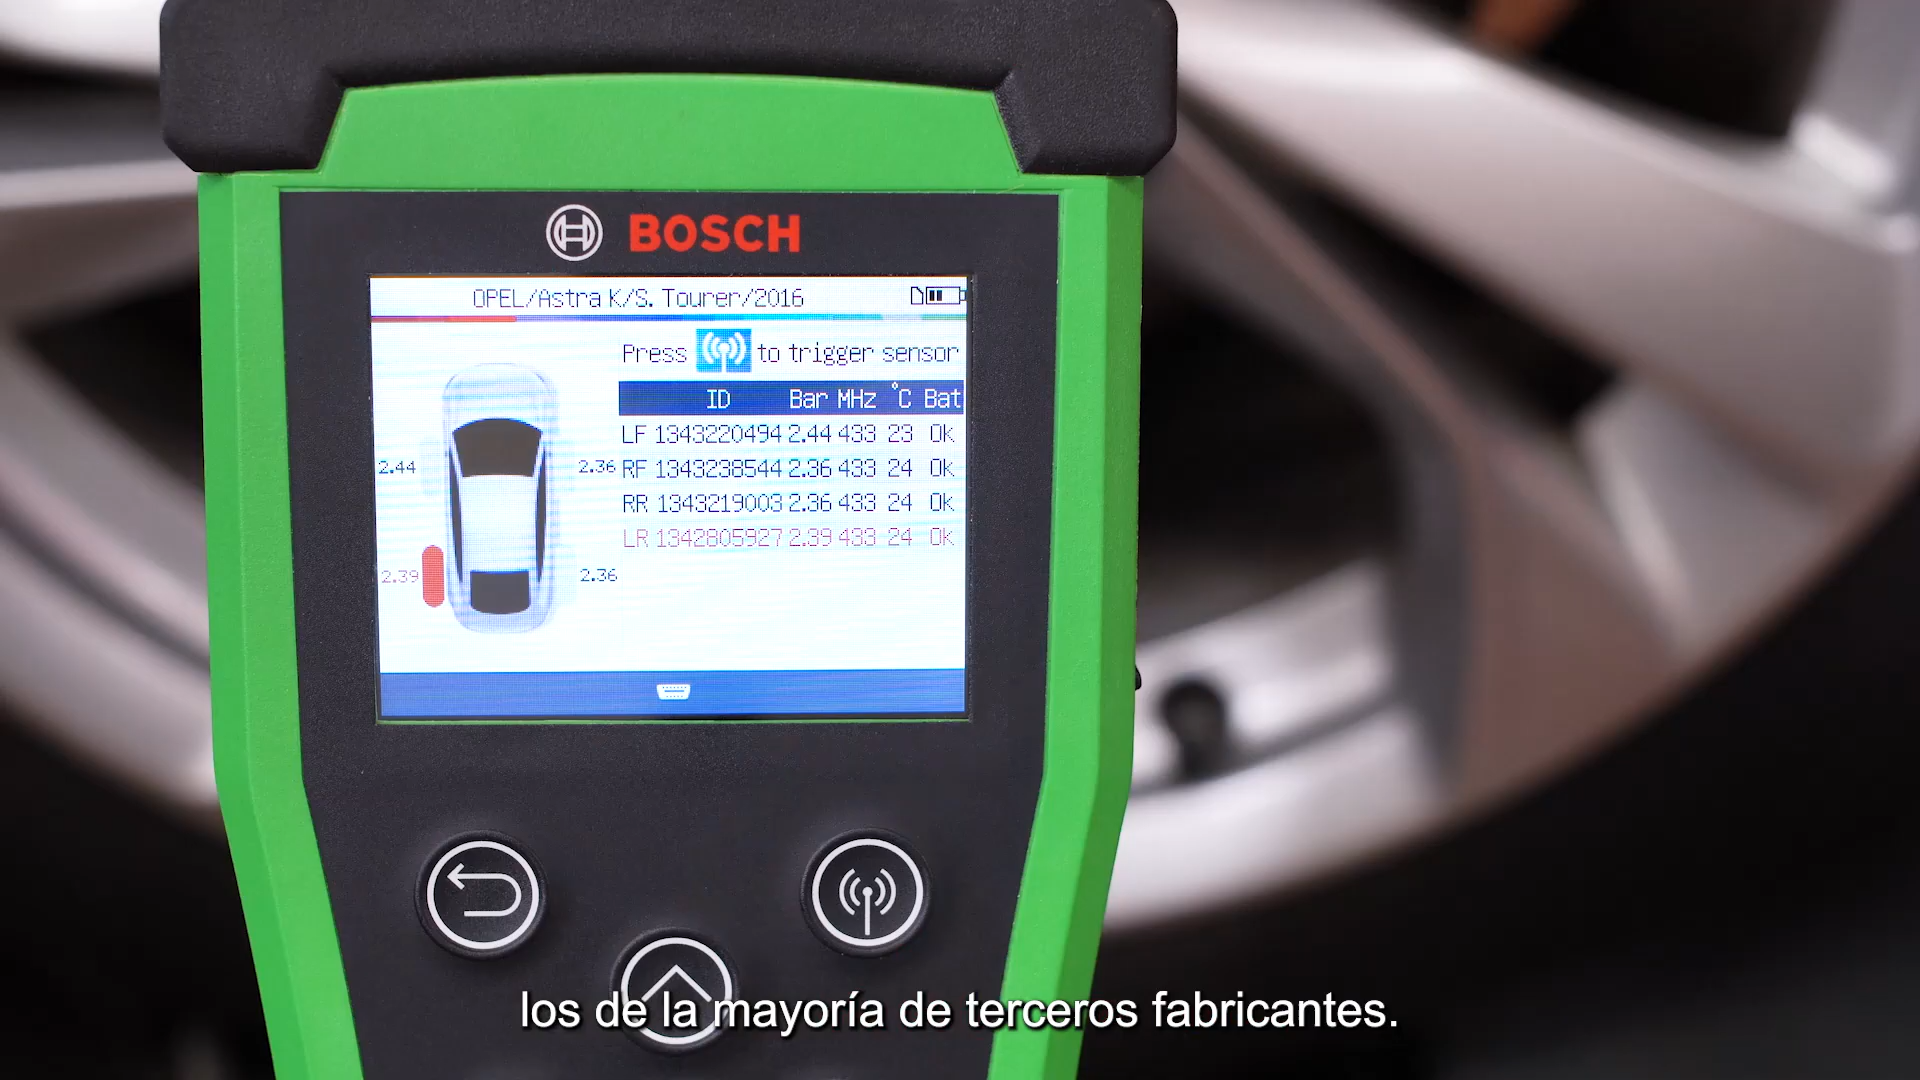 BOSCH
OPEL/Astra K/S. Tourer/2016
Press to trigger sensor
ID Bar MHz °C Bat
LF 1343220494 2.44 433 23 Ok
2.44 2.36 RF 1343238544 2.36 433 24 Ok
RR 1343219003 2.36 433 24 Ok
LR 1342805927 2.39 433 24 Ok
2.39 2.36
los de la mayoría de terceros fabricantes.